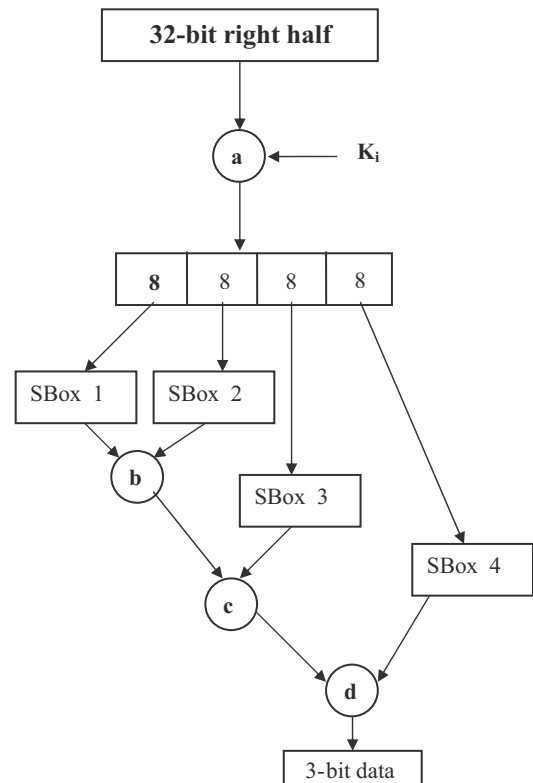 32-bit right half
a
Kᵢ
8 8 8 8
SBox 1 SBox 2
b
SBox 3
SBox 4
c
d
3-bit data